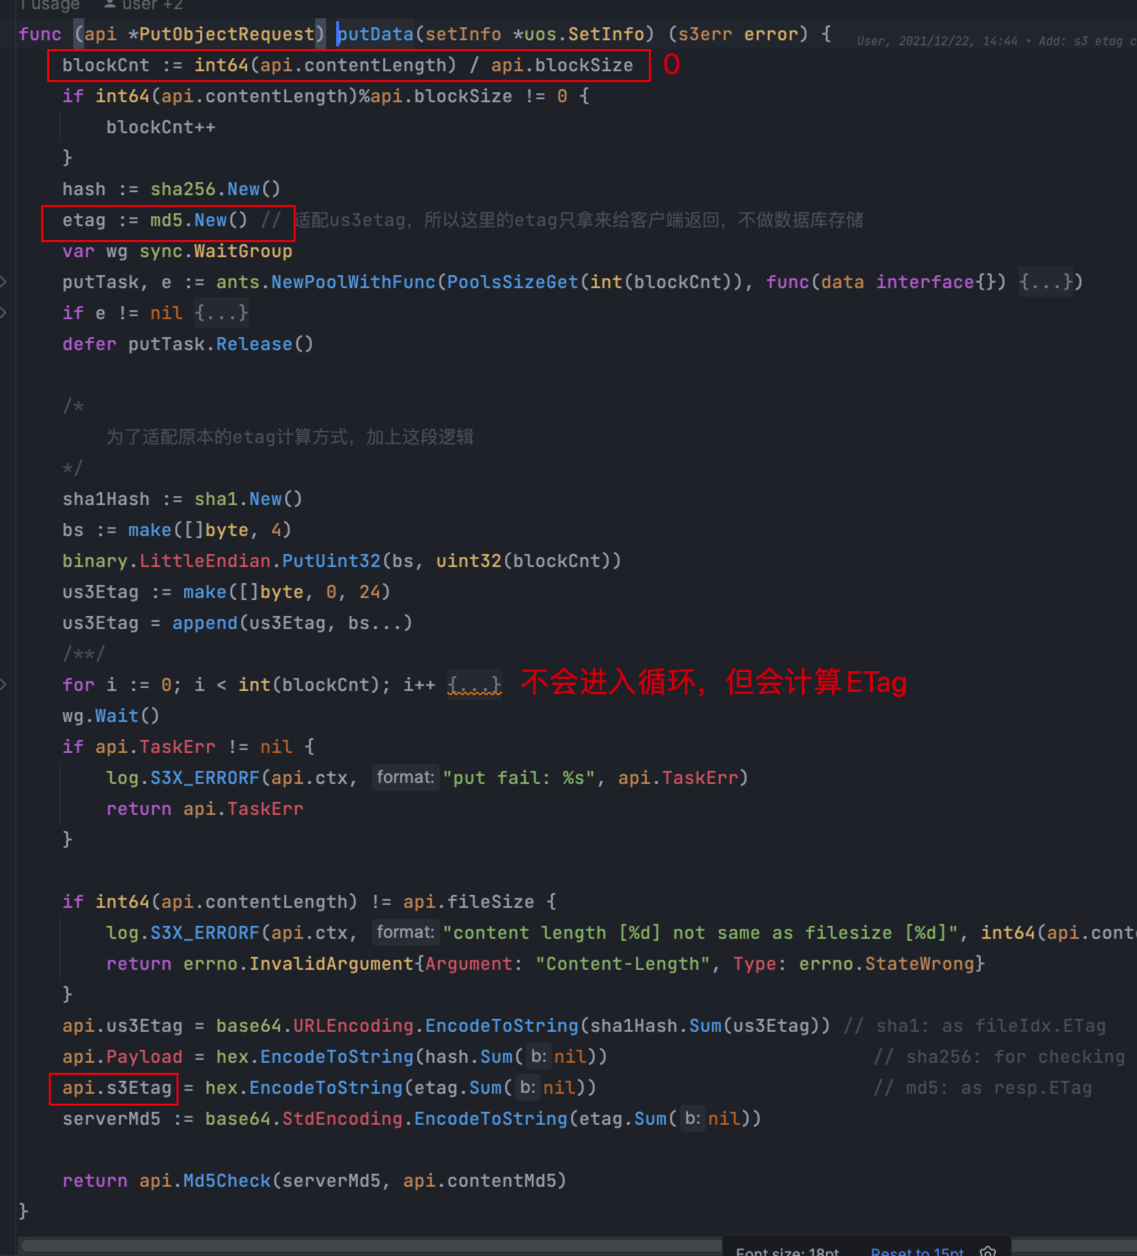 1 usage user +2
func (api *PutObjectRequest) putData(setInfo *uos.SetInfo) (s3err error) { User, 2021/12/22, 14:44 • Add: s3 etag c
blockCnt := int64(api.contentLength) / api.blockSize 0
if int64(api.contentLength)%api.blockSize != 0 {
blockCnt++
}
hash := sha256.New()
etag := md5.New() // 适配us3etag，所以这里的etag只拿来给客户端返回，不做数据库存储
var wg sync.WaitGroup
putTask, e := ants.NewPoolWithFunc(PoolsSizeGet(int(blockCnt)), func(data interface{}) {...})
if e != nil {...}
defer putTask.Release()
/*
为了适配原本的etag计算方式，加上这段逻辑
*/
sha1Hash := sha1.New()
bs := make([]byte, 4)
binary.LittleEndian.PutUint32(bs, uint32(blockCnt))
us3Etag := make([]byte, 0, 24)
us3Etag = append(us3Etag, bs...)
/**/
for i := 0; i < int(blockCnt); i++ {...} 不会进入循环，但会计算ETag
wg.Wait()
if api.TaskErr != nil {
log.S3X_ERRORF(api.ctx, format: "put fail: %s", api.TaskErr)
return api.TaskErr
}
if int64(api.contentLength) != api.fileSize {
log.S3X_ERRORF(api.ctx, format: "content length [%d] not same as filesize [%d]", int64(api.cont
return errno.InvalidArgument{Argument: "Content-Length", Type: errno.StateWrong}
}
api.us3Etag = base64.URLEncoding.EncodeToString(sha1Hash.Sum(us3Etag)) // sha1: as fileIdx.ETag
api.Payload = hex.EncodeToString(hash.Sum( b: nil)) // sha256: for checking
api.s3Etag = hex.EncodeToString(etag.Sum( b: nil)) // md5: as resp.ETag
serverMd5 := base64.StdEncoding.EncodeToString(etag.Sum( b: nil))
return api.Md5Check(serverMd5, api.contentMd5)
}
Font size: 18pt Reset to 15pt